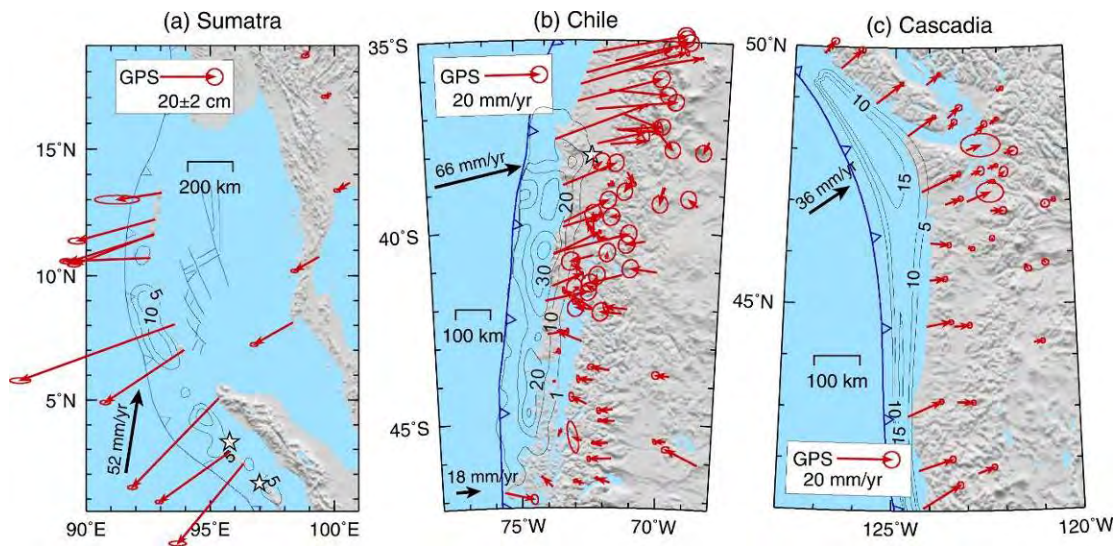 (a) Sumatra
GPS
20±2 cm
15°N
200 km
10°N
5
10
5°N
52 mm/yr
5
5
90°E
95°E
100°E
(b) Chile
35°S
GPS
20 mm/yr
66 mm/yr
20
40°S
30
100 km
10
20
1
45°S
18 mm/yr
75°W
70°W
(c) Cascadia
50°N
10
15
36 mm/yr
5
10
45°N
100 km
10
15
GPS
20 mm/yr
125°W
120°W